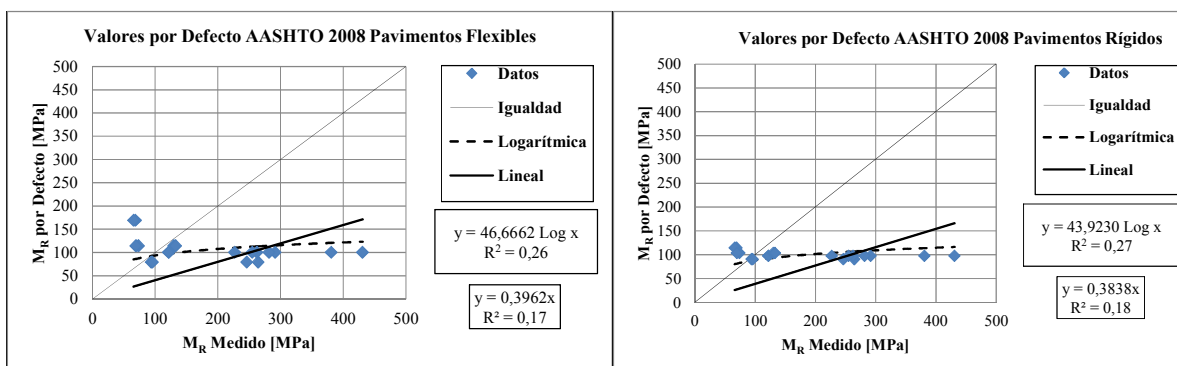 Valores por Defecto AASHTO 2008 Pavimentos Flexibles
M_R por Defecto [MPa]
500
450
400
350
300
250
200
150
100
50
0
0 100 200 300 400 500
M_R Medido [MPa]
Datos
Igualdad
Logarítmica
Lineal
y = 46,6662 Log x
R² = 0,26
y = 0,3962x
R² = 0,17
Valores por Defecto AASHTO 2008 Pavimentos Rígidos
M_R por Defecto [MPa]
500
450
400
350
300
250
200
150
100
50
0
0 100 200 300 400 500
M_R Medido [MPa]
Datos
Igualdad
Logarítmica
Lineal
y = 43,9230 Log x
R² = 0,27
y = 0,3838x
R² = 0,18